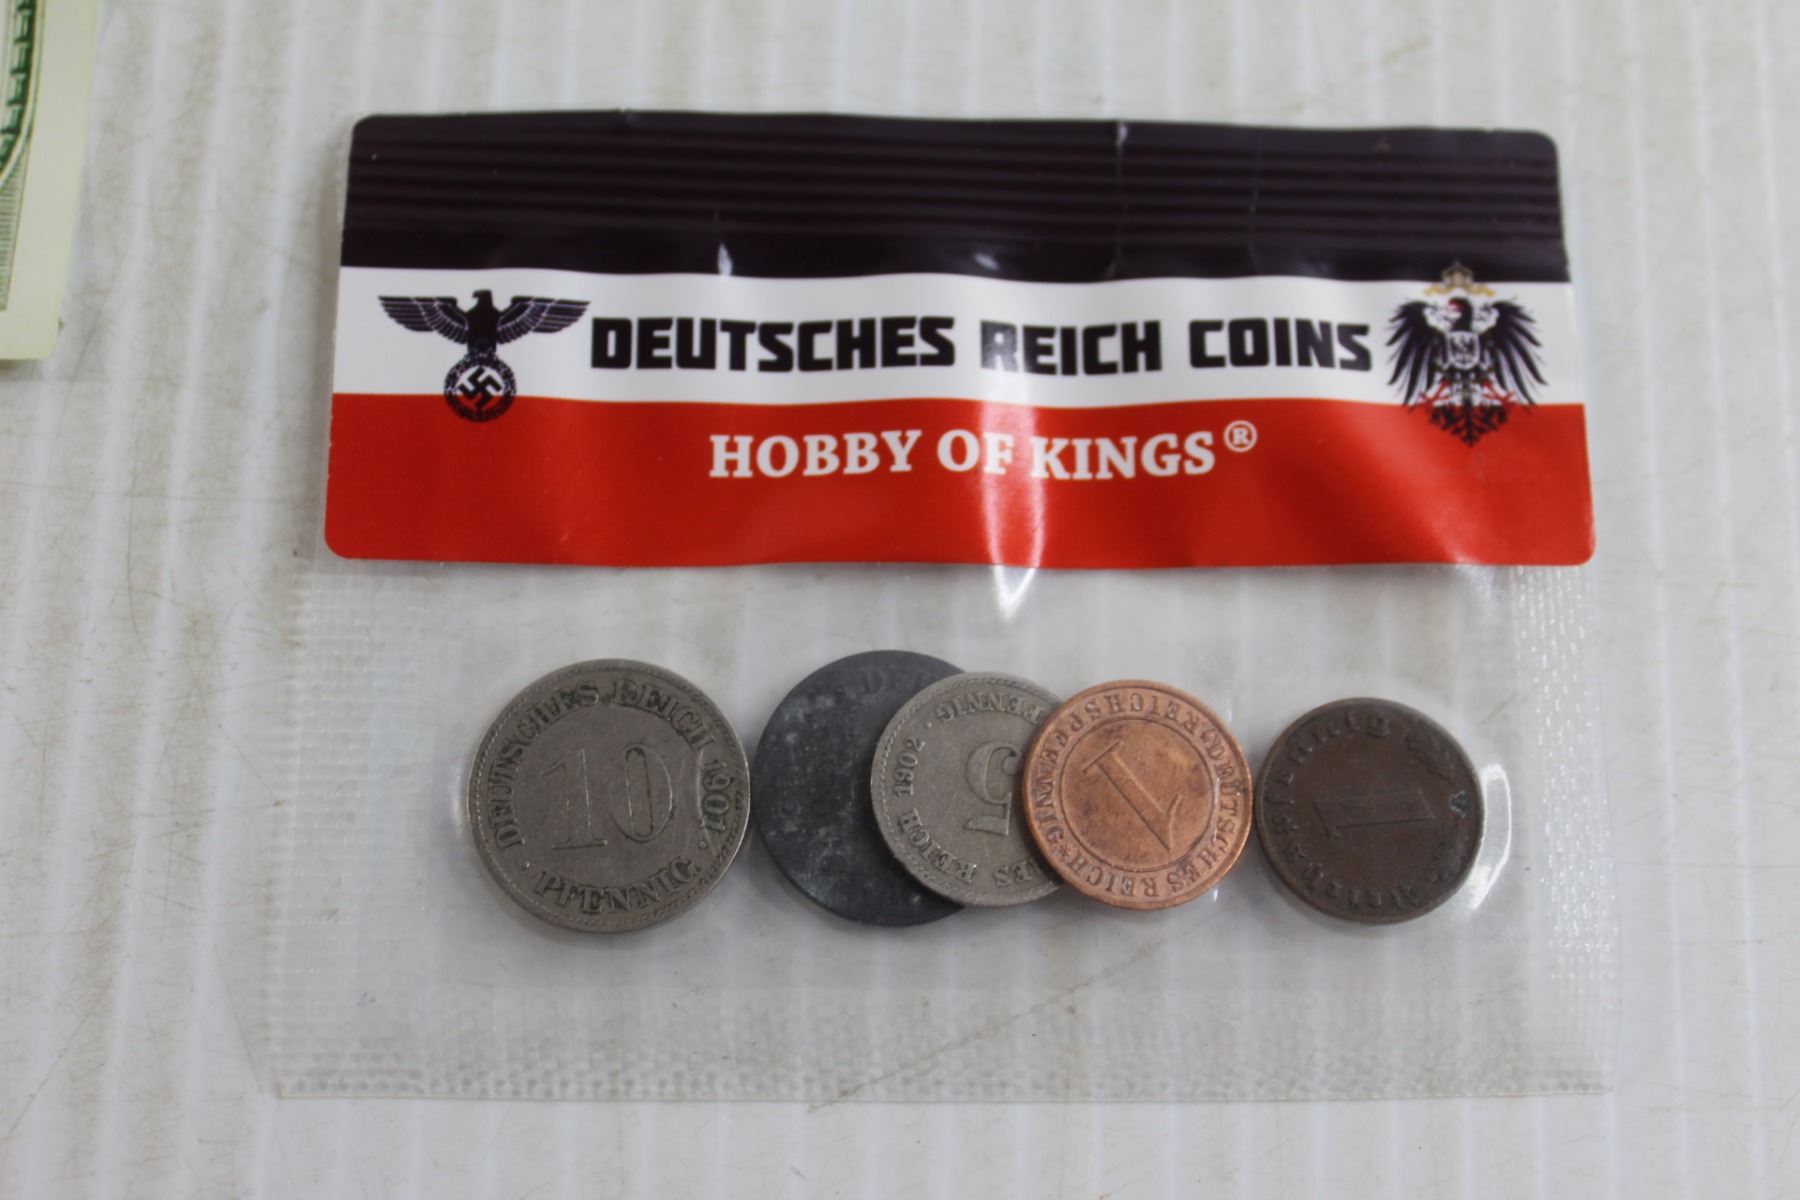 DEUTSCHES REICH COINS
HOBBY OF KINGS®
DEUTSCHES REICH 1901
10
PFENNIG
REICH 1902
5
PFENNIG
DEUTSCHES REICH
1
REICHSPFENNIG
1